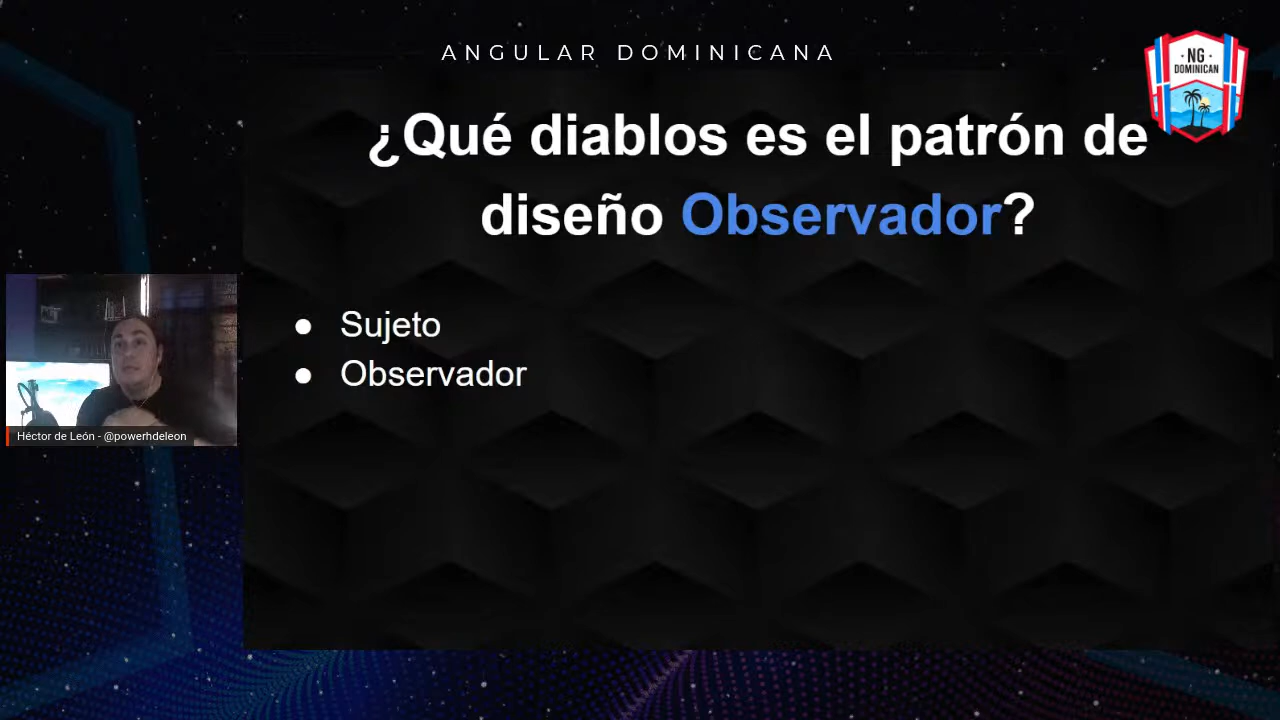 ANGULAR DOMINICANA
· NG ·
DOMINICAN
¿Qué diablos es el patrón de
diseño Observador?
● Sujeto
● Observador
Héctor de León - @powerhdeleon